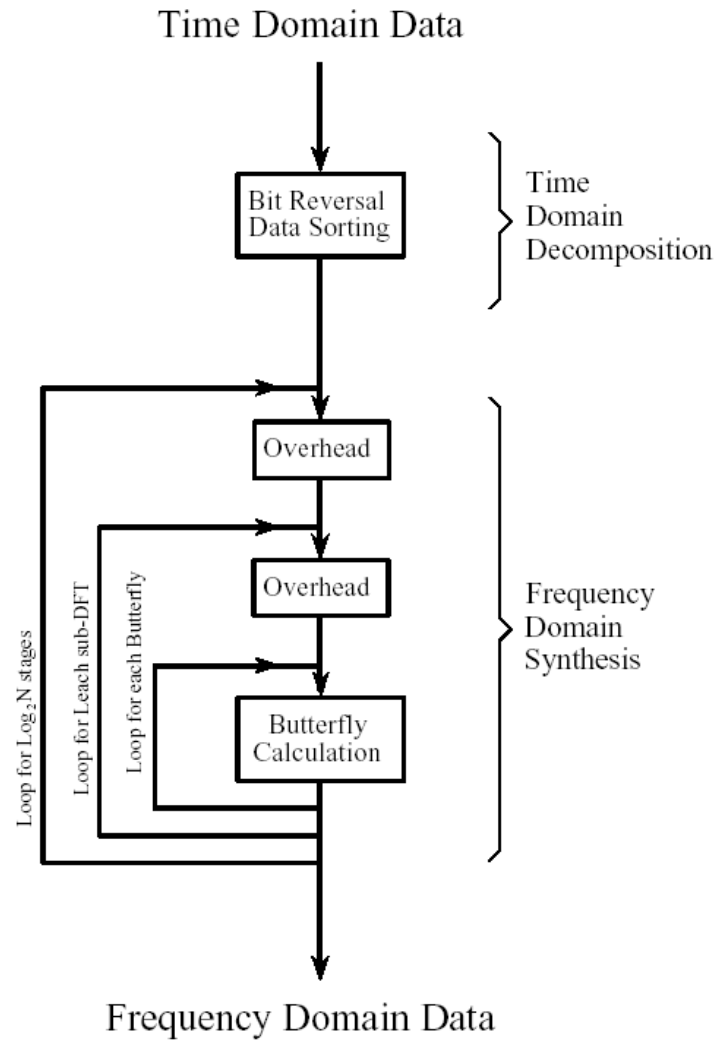 Time Domain Data
Bit Reversal
Data Sorting
Time
Domain
Decomposition
Overhead
Overhead
Butterfly
Calculation
Loop for Log₂N stages
Loop for Leach sub-DFT
Loop for each Butterfly
Frequency
Domain
Synthesis
Frequency Domain Data